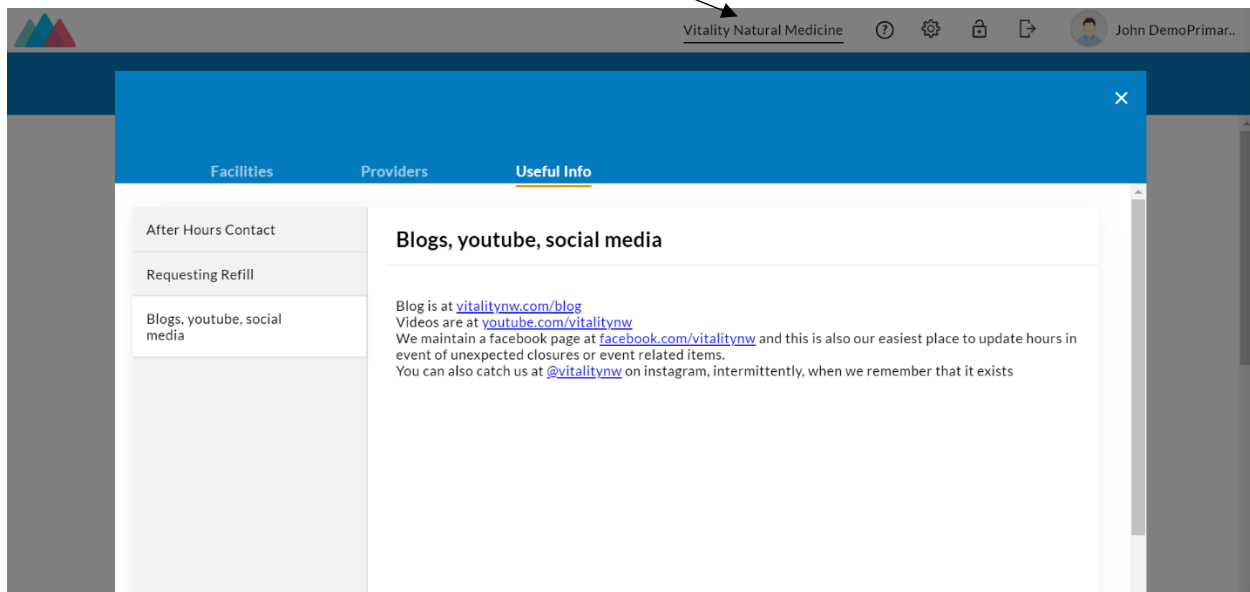 Vitality Natural Medicine
John DemoPrimar..
Facilities
Providers
Useful Info
After Hours Contact
Requesting Refill
Blogs, youtube, social
media
Blogs, youtube, social media
Blog is at vitalitynw.com/blog
Videos are at youtube.com/vitalitynw
We maintain a facebook page at facebook.com/vitalitynw and this is also our easiest place to update hours in
event of unexpected closures or event related items.
You can also catch us at @vitalitynw on instagram, intermittently, when we remember that it exists